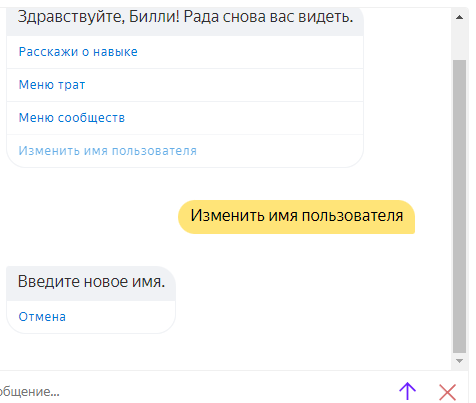 Здравствуйте, Билли! Рада снова вас видеть.
Расскажи о навыке
Меню трат
Меню сообществ
Изменить имя пользователя
Изменить имя пользователя
Введите новое имя.
Отмена
общение...